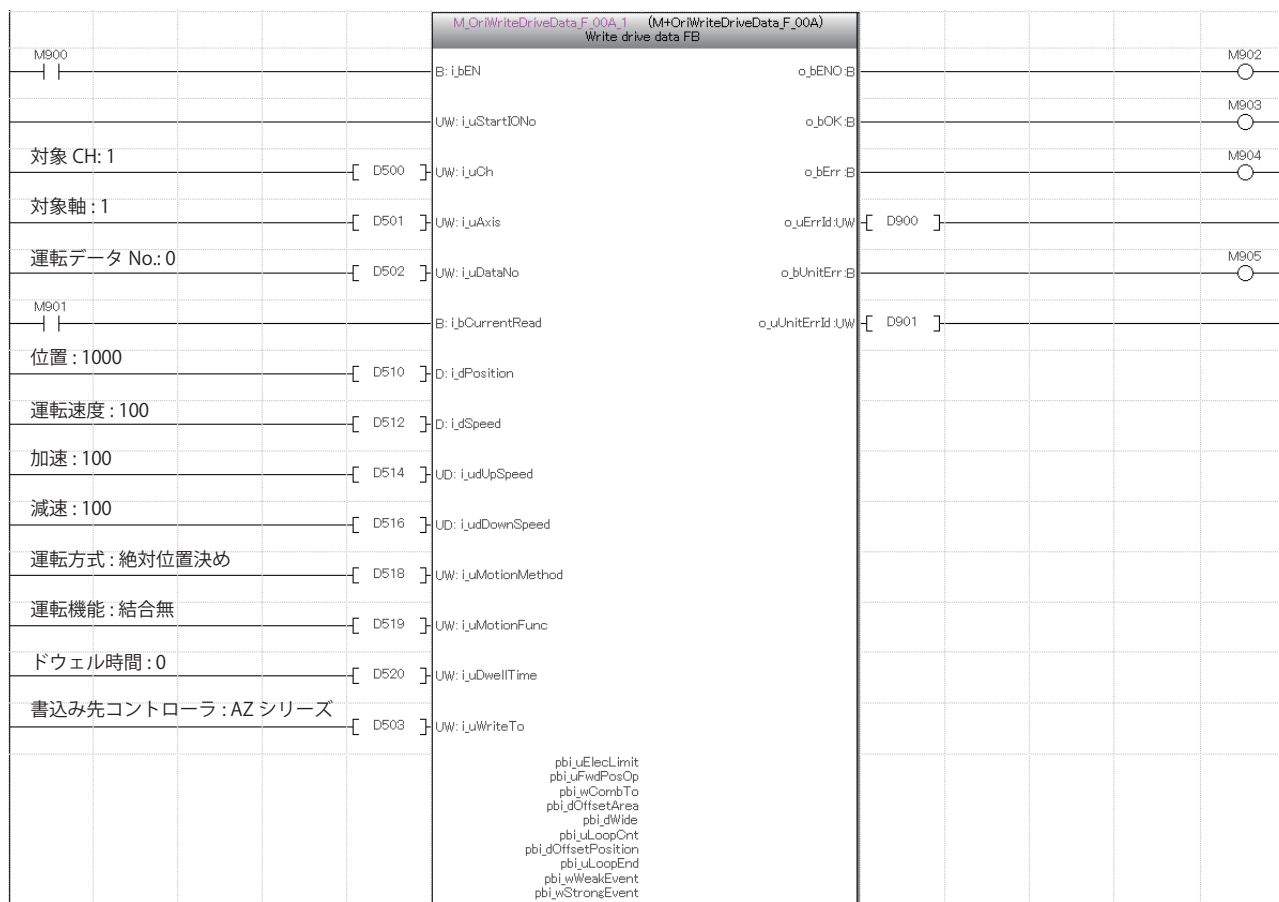 M_OriWriteDriveData_F_00A_1 (M+OriWriteDriveData_F_00A)
Write drive data FB
M900
B: i_bEN
o_bENO:B
M902
UW: i_uStartIONo
o_bOK:B
M903
対象 CH: 1
D500
UW: i_uCh
o_bErr:B
M904
対象軸 : 1
D501
UW: i_uAxis
o_uErrId:UW
D900
運転データ No.: 0
D502
UW: i_uDataNo
o_bUnitErr:B
M905
M901
B: i_bCurrentRead
o_uUnitErrId:UW
D901
位置 : 1000
D510
D: i_dPosition
運転速度 : 100
D512
D: i_dSpeed
加速 : 100
D514
UD: i_udUpSpeed
減速 : 100
D516
UD: i_udDownSpeed
運転方式 : 絶対位置決め
D518
UW: i_uMotionMethod
運転機能 : 結合無
D519
UW: i_uMotionFunc
ドウェル時間 : 0
D520
UW: i_uDwellTime
書込み先コントローラ : AZ シリーズ
D503
UW: i_uWriteTo
pbi_uElecLimit
pbi_uFwdPosOp
pbi_wCombTo
pbi_dOffsetArea
pbi_dWide
pbi_uLoopCnt
pbi_dOffsetPosition
pbi_uLoopEnd
pbi_wWeakEvent
pbi_wStrongEvent